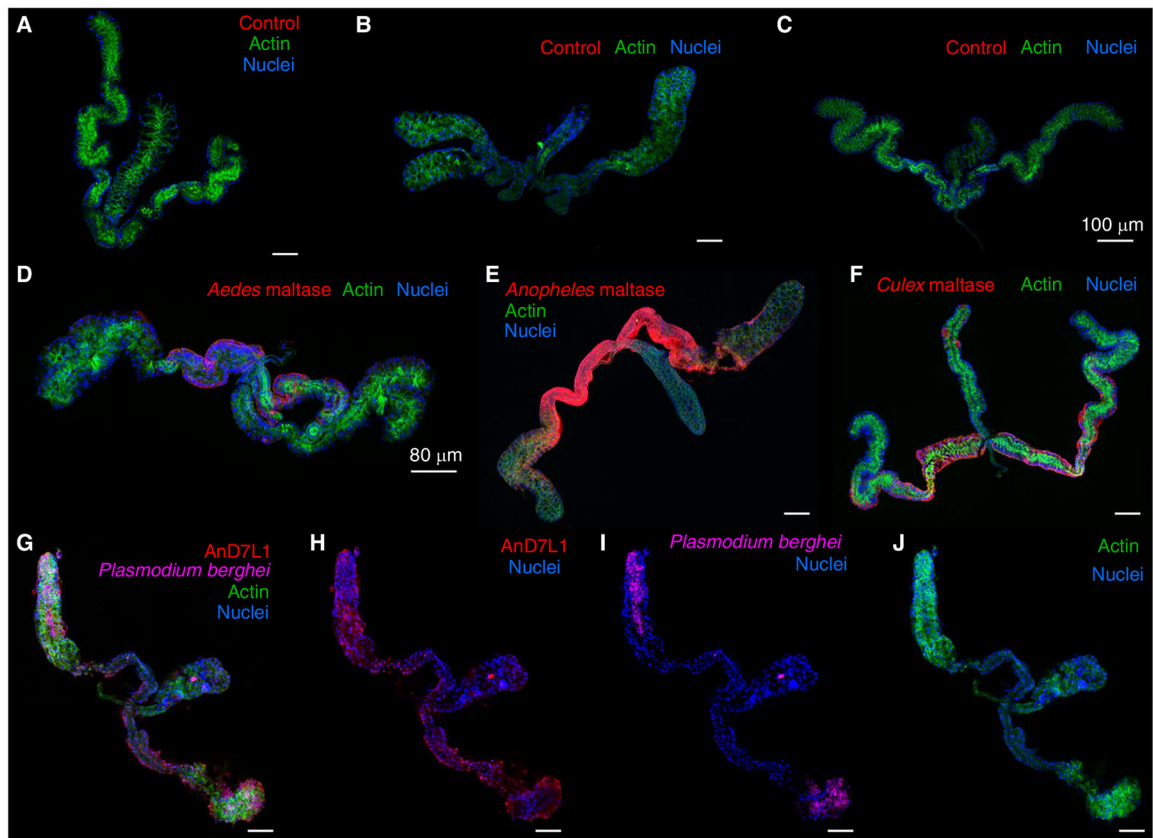 A
Control
Actin
Nuclei
B
Control Actin Nuclei
C
Control Actin Nuclei
100 μm
D
Aedes maltase Actin Nuclei
80 μm
E
Anopheles maltase
Actin
Nuclei
F
Culex maltase Actin Nuclei
G
AnD7L1
Plasmodium berghei
Actin
Nuclei
H
AnD7L1
Nuclei
I
Plasmodium berghei
Nuclei
J
Actin
Nuclei